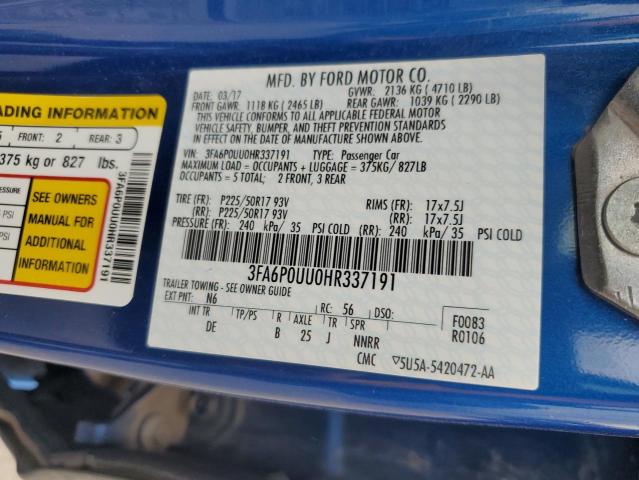 ADING INFORMATION
FRONT: 2 REAR: 3
375 kg or 827 lbs.
SEE OWNERS
MANUAL FOR
ADDITIONAL
INFORMATION
PSI
PSI
3FA6P0UU0HR337191
MFD. BY FORD MOTOR CO.
DATE: 03/17 GVWR: 2136 KG ( 4710 LB)
FRONT GAWR: 1118 KG ( 2465 LB) REAR GAWR: 1039 KG ( 2290 LB)
THIS VEHICLE CONFORMS TO ALL APPLICABLE FEDERAL MOTOR
VEHICLE SAFETY, BUMPER, AND THEFT PREVENTION STANDARDS
IN EFFECT ON THE DATE OF MANUFACTURE SHOWN ABOVE.
VIN: 3FA6P0UU0HR337191 TYPE: Passenger Car
MAXIMUM LOAD = OCCUPANTS + LUGGAGE = 375KG/ 827LB
OCCUPANTS = 5 TOTAL; 2 FRONT, 3 REAR
TIRE (FR): P225/50R17 93V RIMS (FR): 17x7.5J
(RR): P225/50R17 93V (RR): 17x7.5J
PRESSURE (FR): 240 kPa/ 35 PSI COLD (RR): 240 kPa/ 35 PSI COLD
3FA6P0UU0HR337191
TRAILER TOWING - SEE OWNER GUIDE
EXT PNT: N6 RC: 56 DSO:
INT TR TP/PS R AXLE TR SPR
DE B 25 J NNRR
F0083
R0106
CMC ▽5U5A-5420472-AA